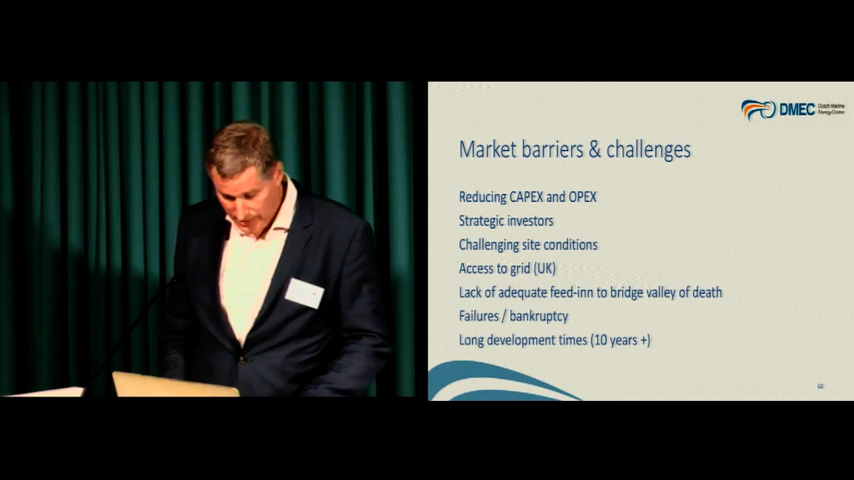 DMEC
Dutch Marine
Energy Centre
Market barriers & challenges
Reducing CAPEX and OPEX
Strategic investors
Challenging site conditions
Access to grid (UK)
Lack of adequate feed-inn to bridge valley of death
Failures / bankruptcy
Long development times (10 years +)